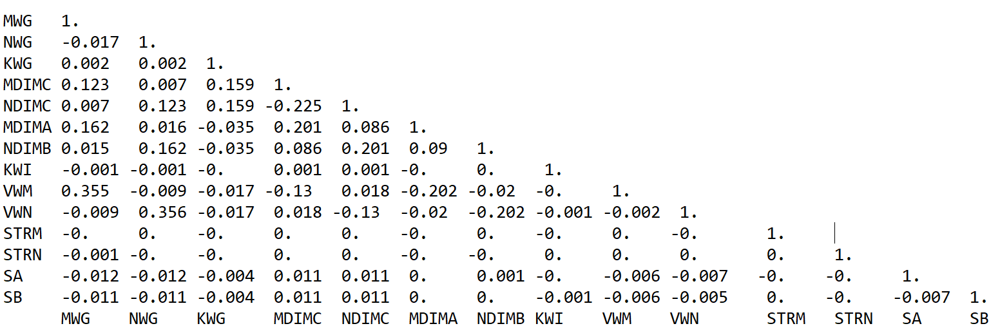 MWG 1.
NWG -0.017 1.
KWG 0.002 0.002 1.
MDIMC 0.123 0.007 0.159 1.
NDIMC 0.007 0.123 0.159 -0.225 1.
MDIMA 0.162 0.016 -0.035 0.201 0.086 1.
NDIMB 0.015 0.162 -0.035 0.086 0.201 0.09 1.
KWI -0.001 -0.001 -0. 0.001 0.001 -0. 0. 1.
VWM 0.355 -0.009 -0.017 -0.13 0.018 -0.202 -0.02 -0. 1.
VWN -0.009 0.356 -0.017 0.018 -0.13 -0.02 -0.202 -0.001 -0.002 1.
STRM -0. 0. -0. 0. 0. -0. 0. -0. 0. -0. 1.
STRN -0.001 -0. -0. 0. 0. -0. -0. 0. 0. 0. 0. 1.
SA -0.012 -0.012 -0.004 0.011 0.011 0. 0.001 -0. -0.006 -0.007 -0. -0. 1.
SB -0.011 -0.011 -0.004 0.011 0.011 0. 0. -0.001 -0.006 -0.005 0. -0. -0.007 1.
MWG NWG KWG MDIMC NDIMC MDIMA NDIMB KWI VWM VWN STRM STRN SA SB